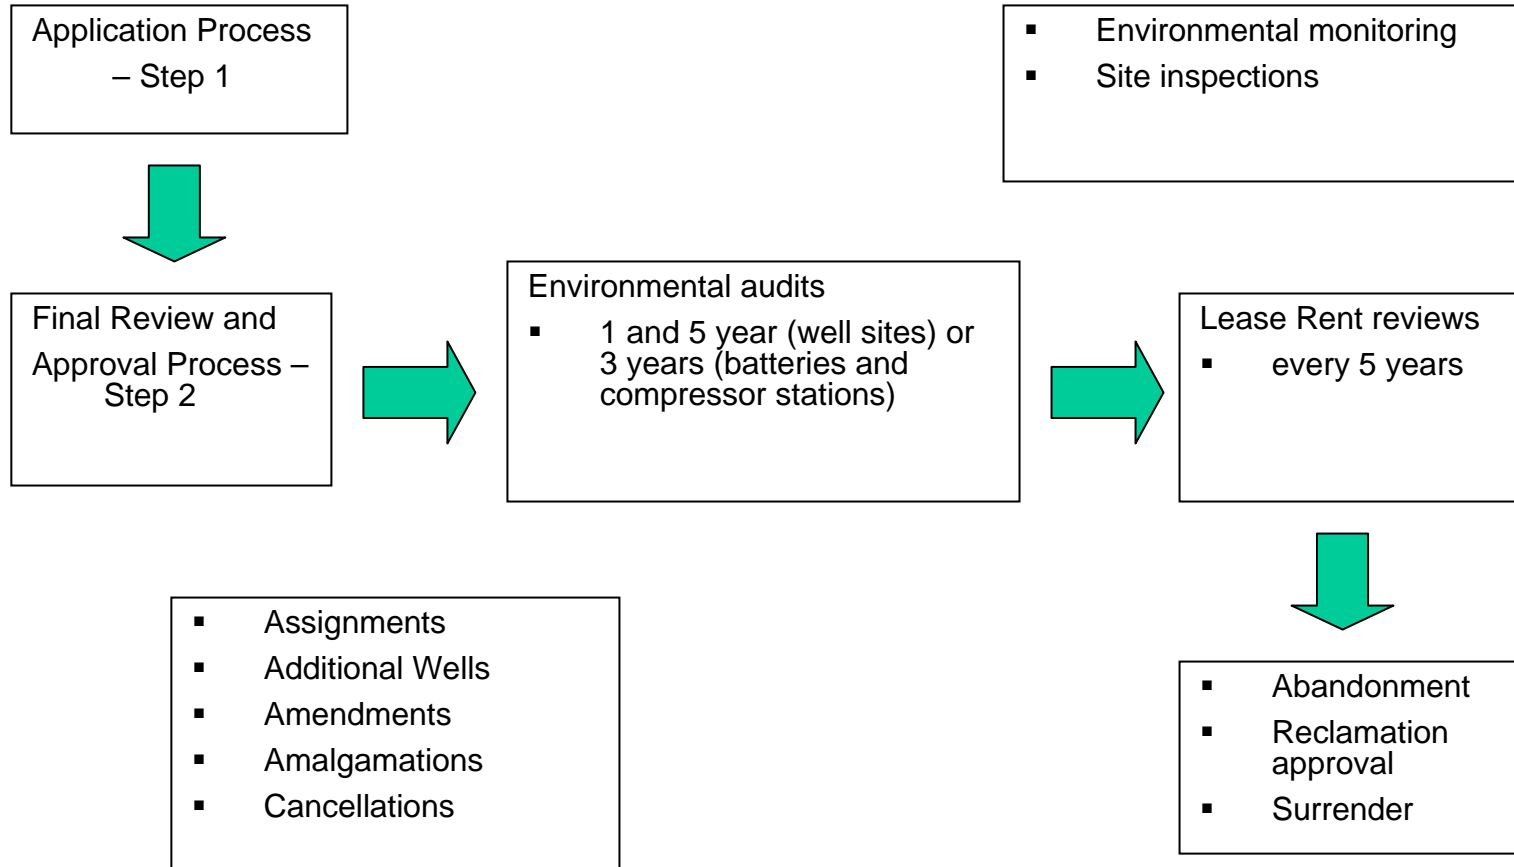 Application Process
– Step 1
▪ Environmental monitoring
▪ Site inspections
Final Review and
Approval Process –
Step 2
Environmental audits
▪ 1 and 5 year (well sites) or
3 years (batteries and
compressor stations)
Lease Rent reviews
▪ every 5 years
▪ Assignments
▪ Additional Wells
▪ Amendments
▪ Amalgamations
▪ Cancellations
▪ Abandonment
▪ Reclamation
approval
▪ Surrender